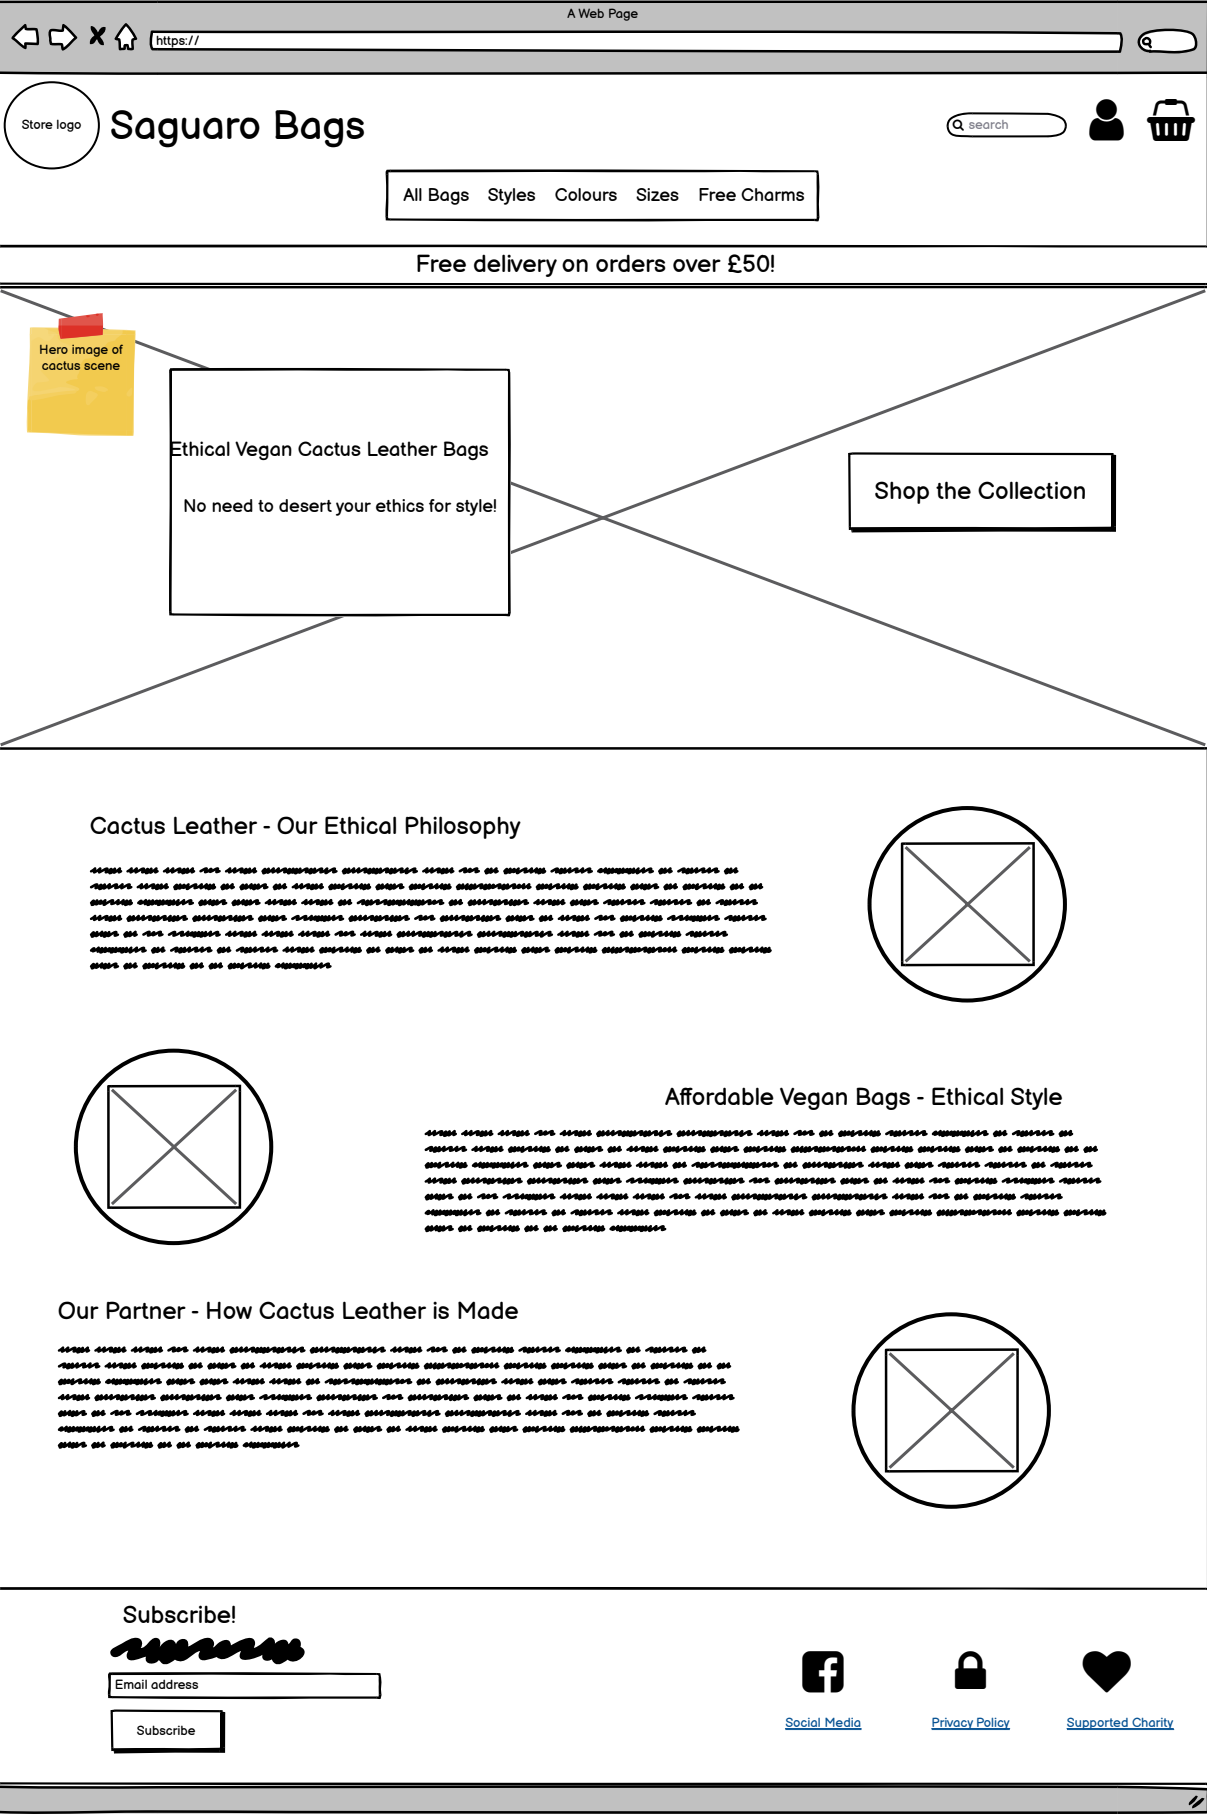 A Web Page
https://
Store logo
Saguaro Bags
search
All Bags Styles Colours Sizes Free Charms
Free delivery on orders over £50!
Hero image of
cactus scene
Ethical Vegan Cactus Leather Bags
No need to desert your ethics for style!
Shop the Collection
Cactus Leather - Our Ethical Philosophy
Affordable Vegan Bags - Ethical Style
Our Partner - How Cactus Leather is Made
Subscribe!
Email address
Subscribe
Social Media
Privacy Policy
Supported Charity